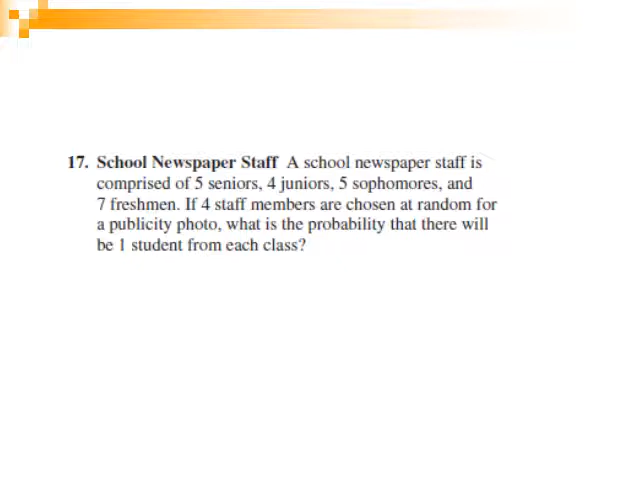 17. School Newspaper Staff A school newspaper staff is
comprised of 5 seniors, 4 juniors, 5 sophomores, and
7 freshmen. If 4 staff members are chosen at random for
a publicity photo, what is the probability that there will
be 1 student from each class?